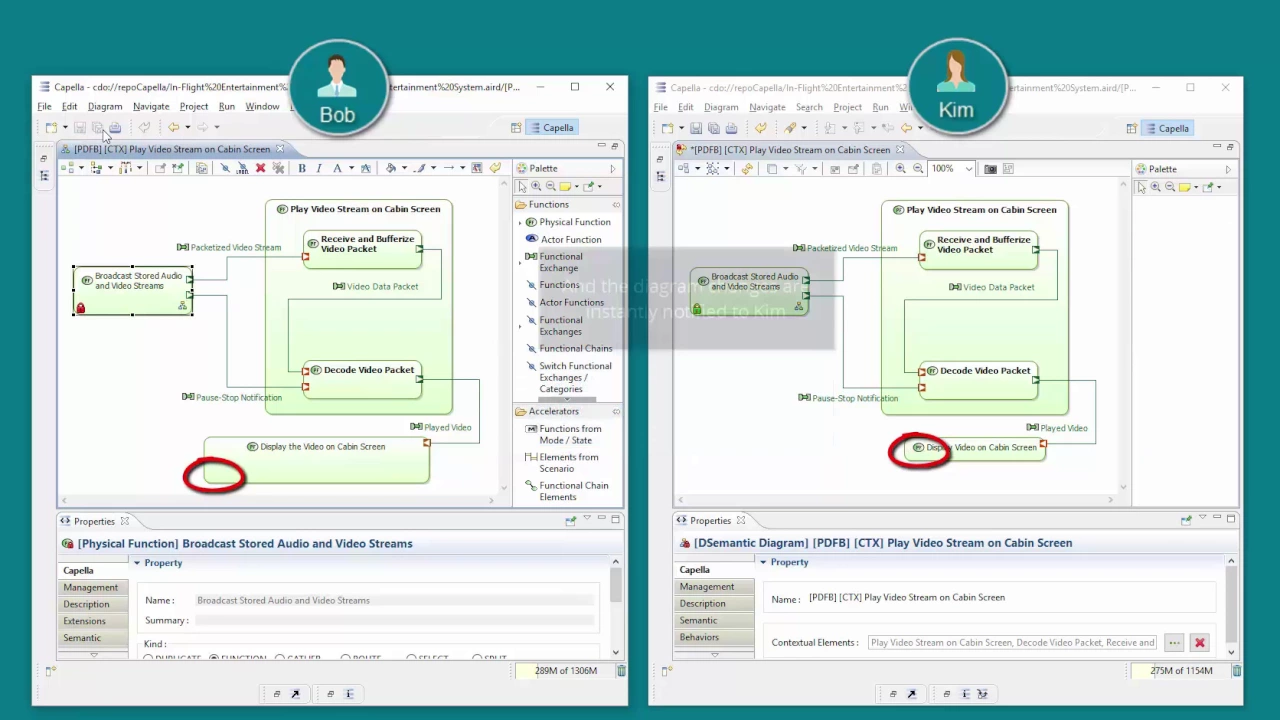 Bob
Kim
Capella - cdo://repoCapella/In-Flight%20Entertainment%
ertainment%20System.aird/[P...
File Edit Diagram Navigate Project Run Window
Capella
[PDFB] [CTX] Play Video Stream on Cabin Screen
Palette
Functions
Physical Function
Actor Function
Functional
Exchange
Functions
Actor Functions
Functional
Exchanges
Functional Chains
Switch Functional
Exchanges /
Categories
Accelerators
Functions from
Mode / State
Elements from
Scenario
Functional Chain
Elements
Play Video Stream on Cabin Screen
Packetized Video Stream
Receive and Bufferize
Video Packet
Broadcast Stored Audio
and Video Streams
Video Data Packet
Decode Video Packet
Pause-Stop Notification
Played Video
Display the Video on Cabin Screen
Properties
[Physical Function] Broadcast Stored Audio and Video Streams
Capella
Management
Description
Extensions
Semantic
Property
Name : Broadcast Stored Audio and Video Streams
Summary :
Kind :
DUPLICATE FUNCTION GATHER ROUTE SELECT SPLIT
289M of 1306M
Capella - cdo://repoCapella/In-Flight%20Entertainment%
ertainment%20System.aird/[P...
File Edit Diagram Navigate Search Project Run
Capella
*[PDFB] [CTX] Play Video Stream on Cabin Screen
100%
Palette
Play Video Stream on Cabin Screen
Packetized Video Stream
Receive and Bufferize
Video Packet
Broadcast Stored Audio
and Video Streams
Video Data Packet
Decode Video Packet
Pause-Stop Notification
Played Video
Display Video on Cabin Screen
the diagram
instantly notified to Kim
Properties
[DSemantic Diagram] [PDFB] [CTX] Play Video Stream on Cabin Screen
Capella
Management
Description
Semantic
Behaviors
Property
Name : [PDFB] [CTX] Play Video Stream on Cabin Screen
Contextual Elements : Play Video Stream on Cabin Screen, Decode Video Packet, Receive and
275M of 1154M